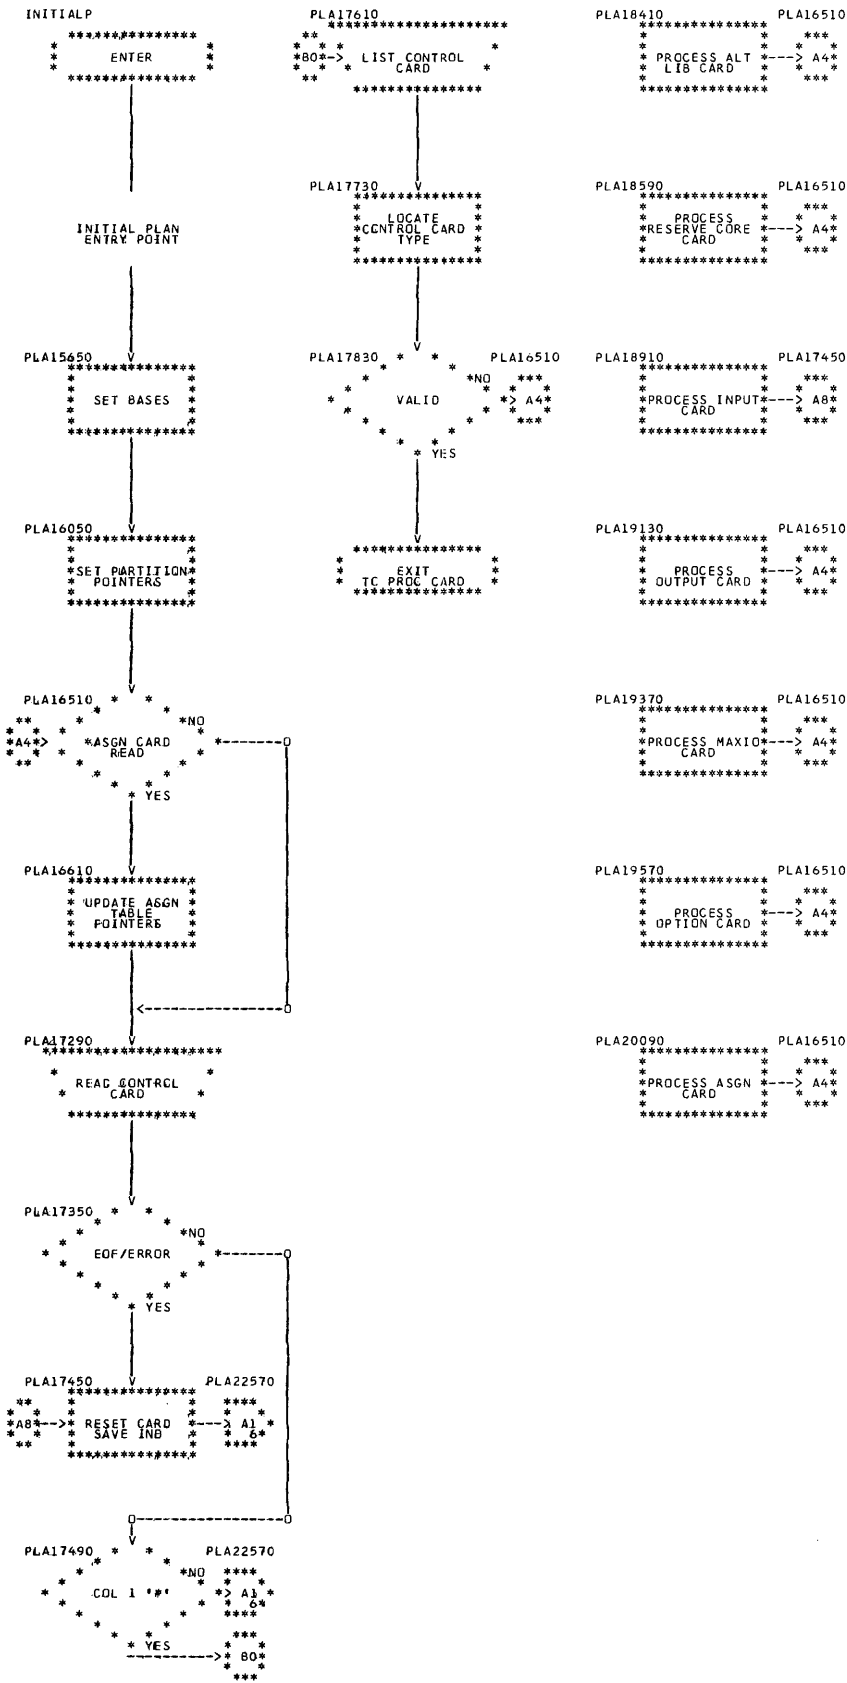 INITIALP
ENTER
INITIAL PLAN
ENTRY POINT
PLA15650
SET BASES
PLA16050
SET PARTITION
POINTERS
PLA16510
A4
ASGN CARD
READ
NO
YES
PLA16610
UPDATE ASGN
TABLE
POINTERS
PLA17290
READ CONTROL
CARD
PLA17350
EOF/ERROR
NO
YES
PLA17450
PLA22570
A8
RESET CARD
SAVE IND
A1
6
PLA17490
PLA22570
COL 1 '#'
NO
A1
6
YES
B0
PLA17610
B0
LIST CONTROL
CARD
PLA17730
LOCATE
CONTROL CARD
TYPE
PLA17830
PLA16510
VALID
NO
A4
YES
EXIT
TO PROC CARD
PLA18410
PLA16510
PROCESS ALT
LIB CARD
A4
PLA18590
PLA16510
PROCESS
RESERVE CORE
CARD
A4
PLA18910
PLA17450
PROCESS INPUT
CARD
A8
PLA19130
PLA16510
PROCESS
OUTPUT CARD
A4
PLA19370
PLA16510
PROCESS MAXIO
CARD
A4
PLA19570
PLA16510
PROCESS
OPTION CARD
A4
PLA20090
PLA16510
PROCESS ASGN
CARD
A4